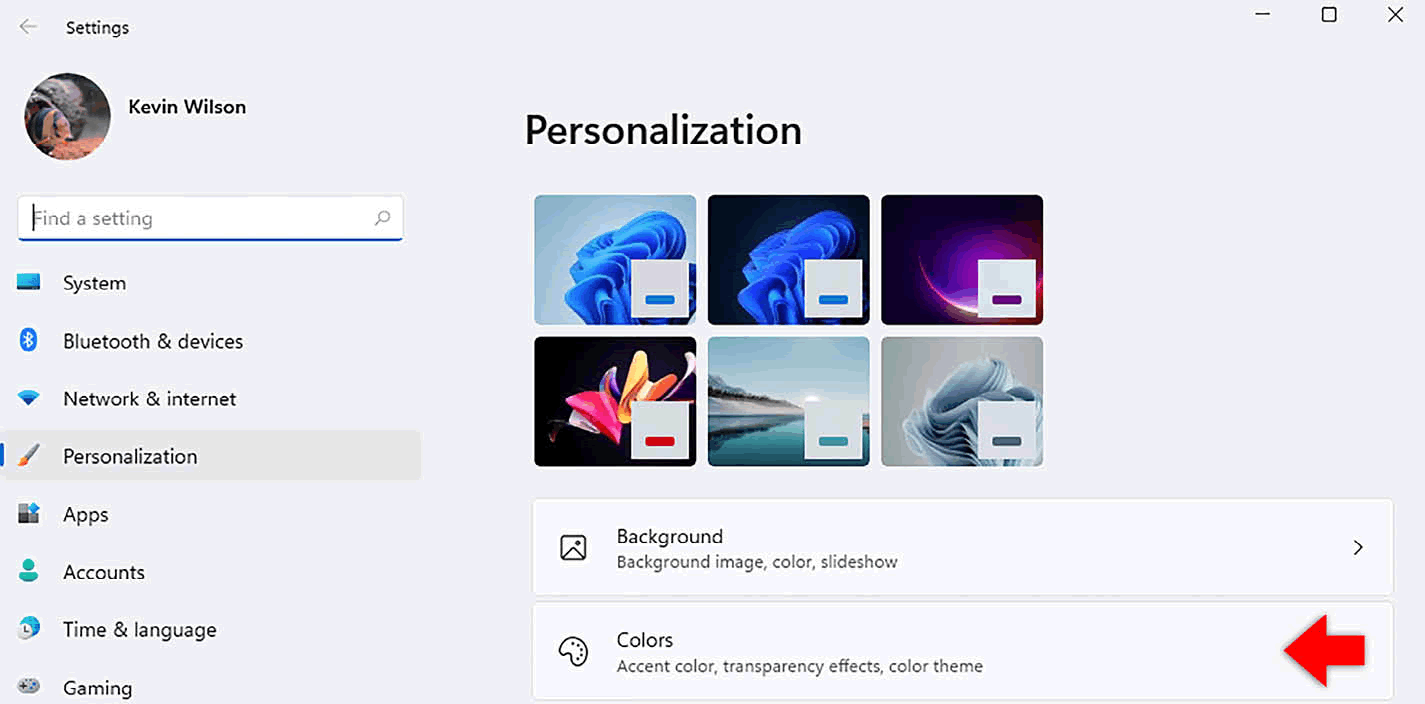 Settings
Kevin Wilson
Find a setting
System
Bluetooth & devices
Network & internet
Personalization
Apps
Accounts
Time & language
Gaming
Personalization
Background
Background image, color, slideshow
Colors
Accent color, transparency effects, color theme